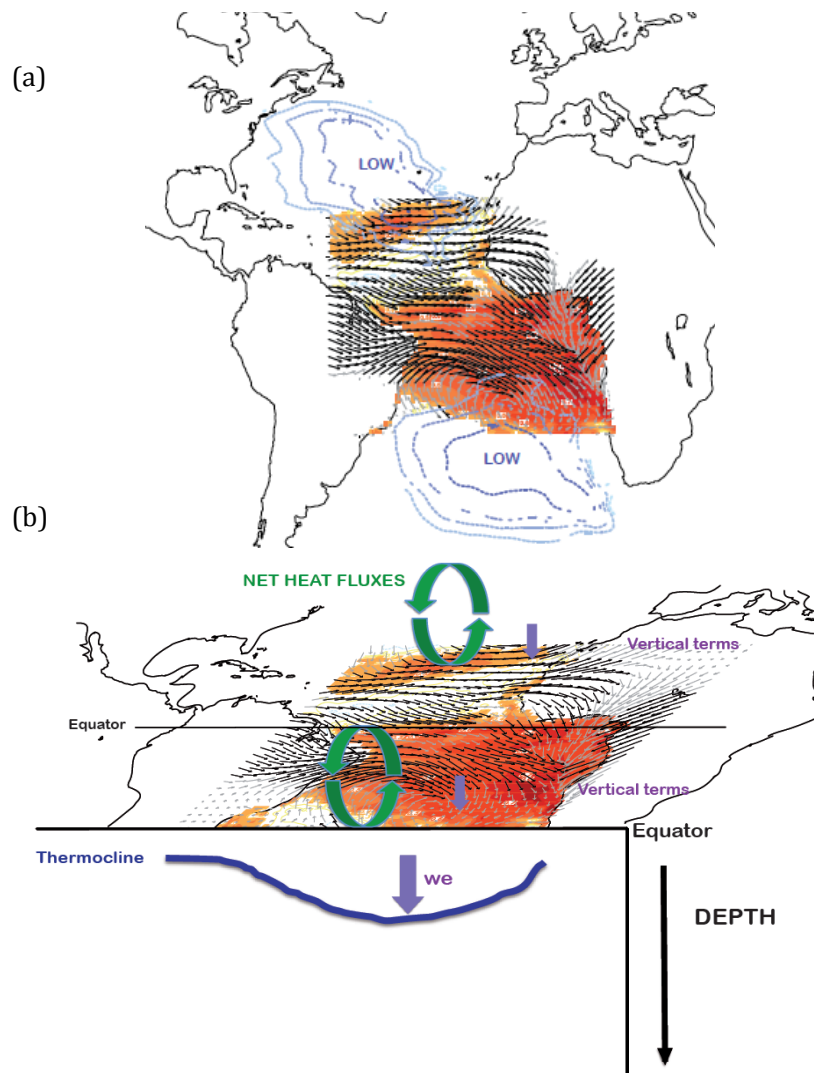 (a)
LOW
LOW
(b)
NET HEAT FLUXES
Vertical terms
Equator
Vertical terms
Equator
Thermocline
we
DEPTH